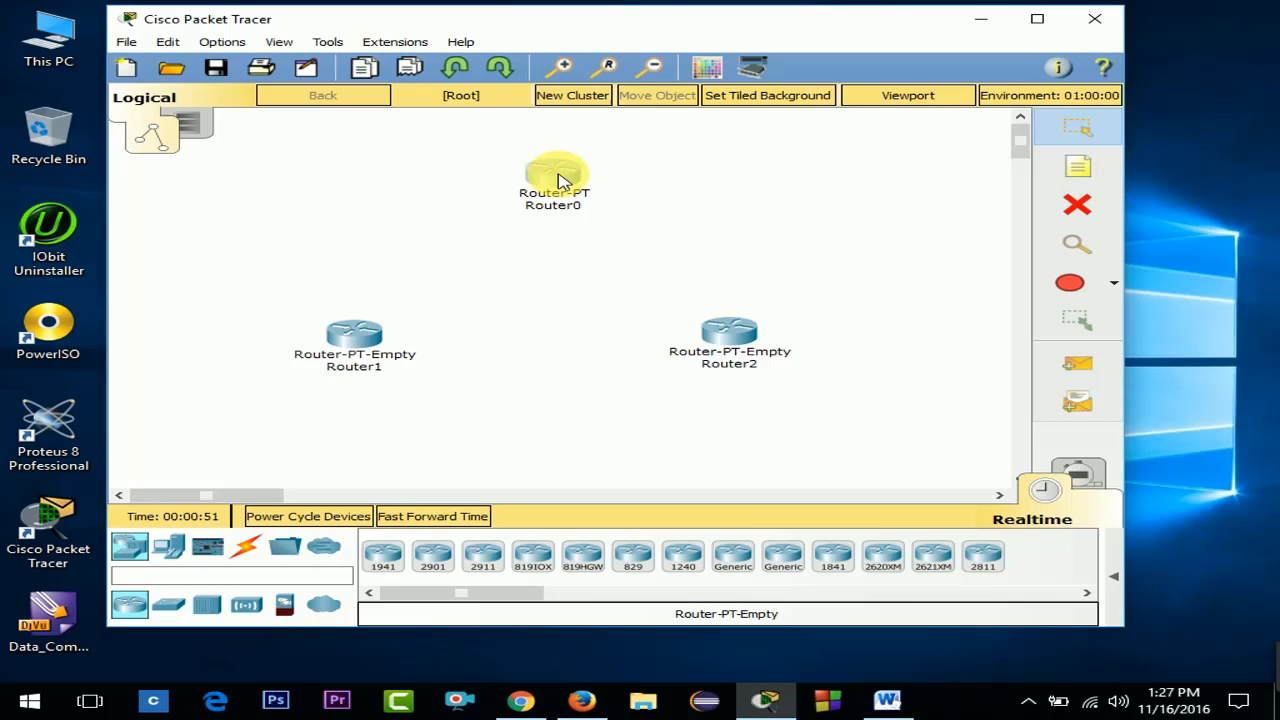 This PC
Recycle Bin
IObit
Uninstaller
PowerISO
Proteus 8
Professional
Cisco Packet
Tracer
DjVu
Data_Com...
Cisco Packet Tracer
File Edit Options View Tools Extensions Help
Logical Back [Root] New Cluster Move Object Set Tiled Background Viewport Environment: 01:00:00
Router-PT
Router0
Router-PT-Empty
Router1
Router-PT-Empty
Router2
Time: 00:00:51 Power Cycle Devices Fast Forward Time Realtime
1941 2901 2911 819IOX 819HGW 829 1240 Generic Generic 1841 2620XM 2621XM 2811
Router-PT-Empty
1:27 PM
11/16/2016